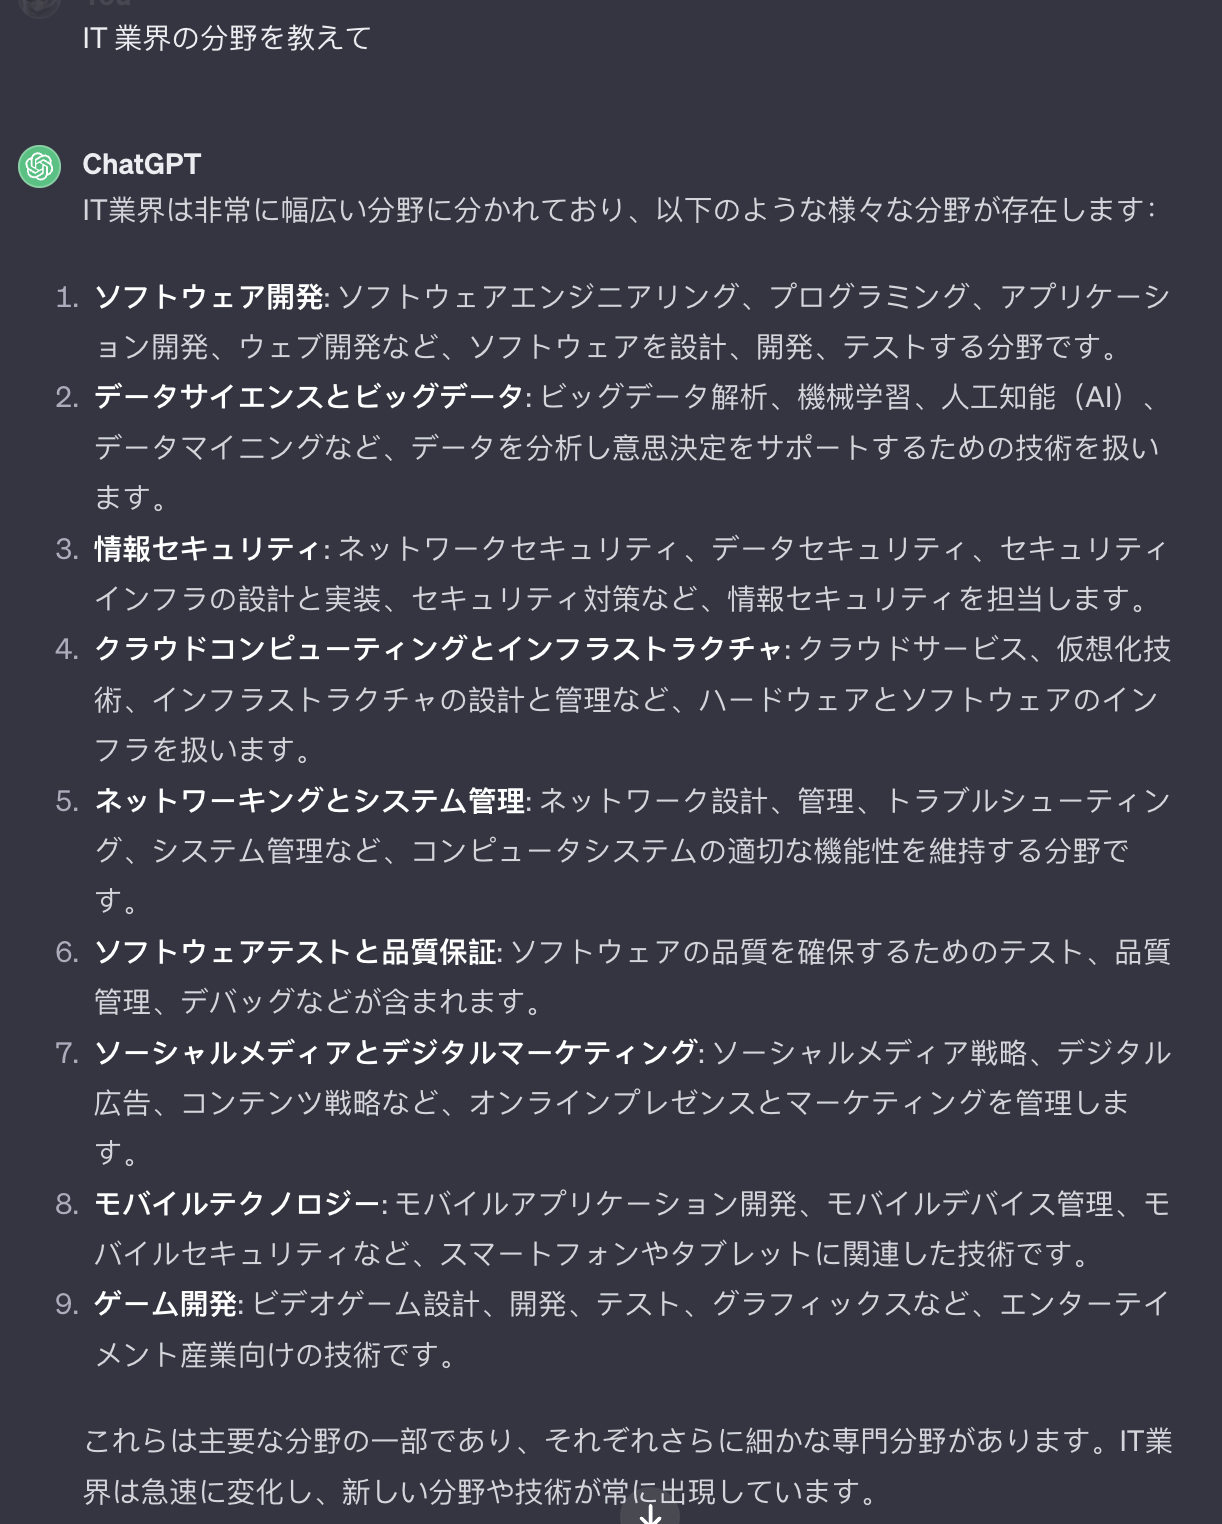 You
IT 業界の分野を教えて
ChatGPT
IT業界は非常に幅広い分野に分かれており、以下のような様々な分野が存在します:
1. ソフトウェア開発: ソフトウェアエンジニアリング、プログラミング、アプリケーシ
ョン開発、ウェブ開発など、ソフトウェアを設計、開発、テストする分野です。
2. データサイエンスとビッグデータ: ビッグデータ解析、機械学習、人工知能（AI）、
データマイニングなど、データを分析し意思決定をサポートするための技術を扱い
ます。
3. 情報セキュリティ: ネットワークセキュリティ、データセキュリティ、セキュリティ
インフラの設計と実装、セキュリティ対策など、情報セキュリティを担当します。
4. クラウドコンピューティングとインフラストラクチャ: クラウドサービス、仮想化技
術、インフラストラクチャの設計と管理など、ハードウェアとソフトウェアのイン
フラを扱います。
5. ネットワーキングとシステム管理: ネットワーク設計、管理、トラブルシューティン
グ、システム管理など、コンピュータシステムの適切な機能性を維持する分野で
す。
6. ソフトウェアテストと品質保証: ソフトウェアの品質を確保するためのテスト、品質
管理、デバッグなどが含まれます。
7. ソーシャルメディアとデジタルマーケティング: ソーシャルメディア戦略、デジタル
広告、コンテンツ戦略など、オンラインプレゼンスとマーケティングを管理しま
す。
8. モバイルテクノロジー: モバイルアプリケーション開発、モバイルデバイス管理、モ
バイルセキュリティなど、スマートフォンやタブレットに関連した技術です。
9. ゲーム開発: ビデオゲーム設計、開発、テスト、グラフィックスなど、エンターテイ
メント産業向けの技術です。
これらは主要な分野の一部であり、それぞれさらに細かな専門分野があります。IT業
界は急速に変化し、新しい分野や技術が常に出現しています。